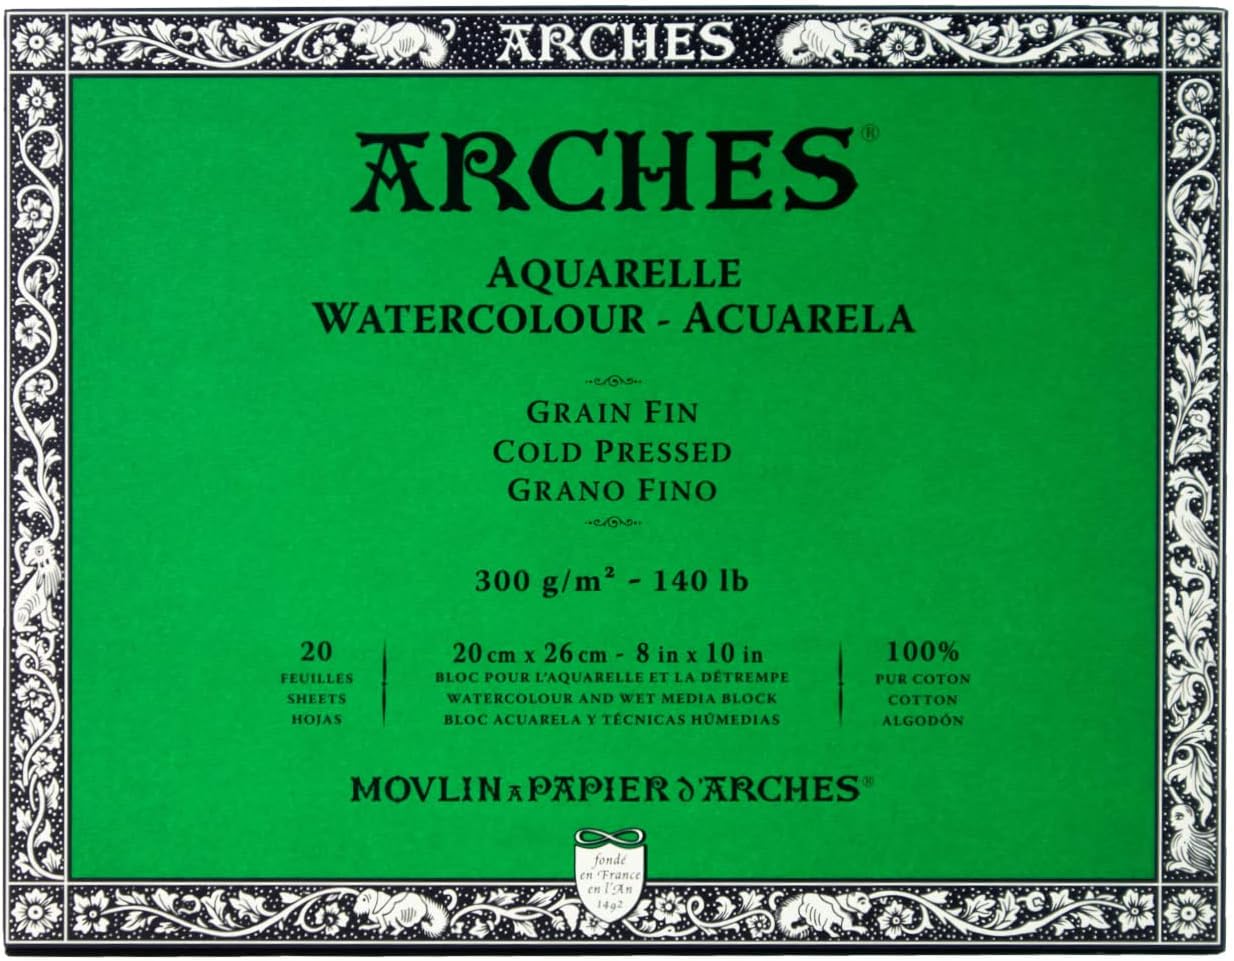 ARCHES
ARCHES®
AQUARELLE
WATERCOLOUR - ACUARELA
GRAIN FIN
COLD PRESSED
GRANO FINO
300 g/m² - 140 lb
20
FEUILLES
SHEETS
HOJAS
20 cm x 26 cm - 8 in x 10 in
BLOC POUR L'AQUARELLE ET LA DÉTREMPE
WATERCOLOUR AND WET MEDIA BLOCK
BLOC ACUARELA Y TÉCNICAS HÚMEDIAS
100%
PUR COTON
COTTON
ALGODÓN
MOVLIN A PAPIER d'ARCHES®
fondé
en France
en l'An
1492